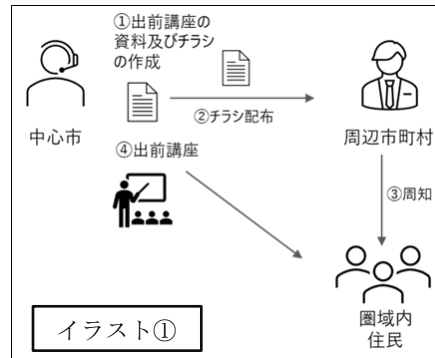 ①出前講座の
資料及びチラシ
の作成
中心市
②チラシ配布
周辺市町村
④出前講座
③周知
圏域内
住民
イラスト①